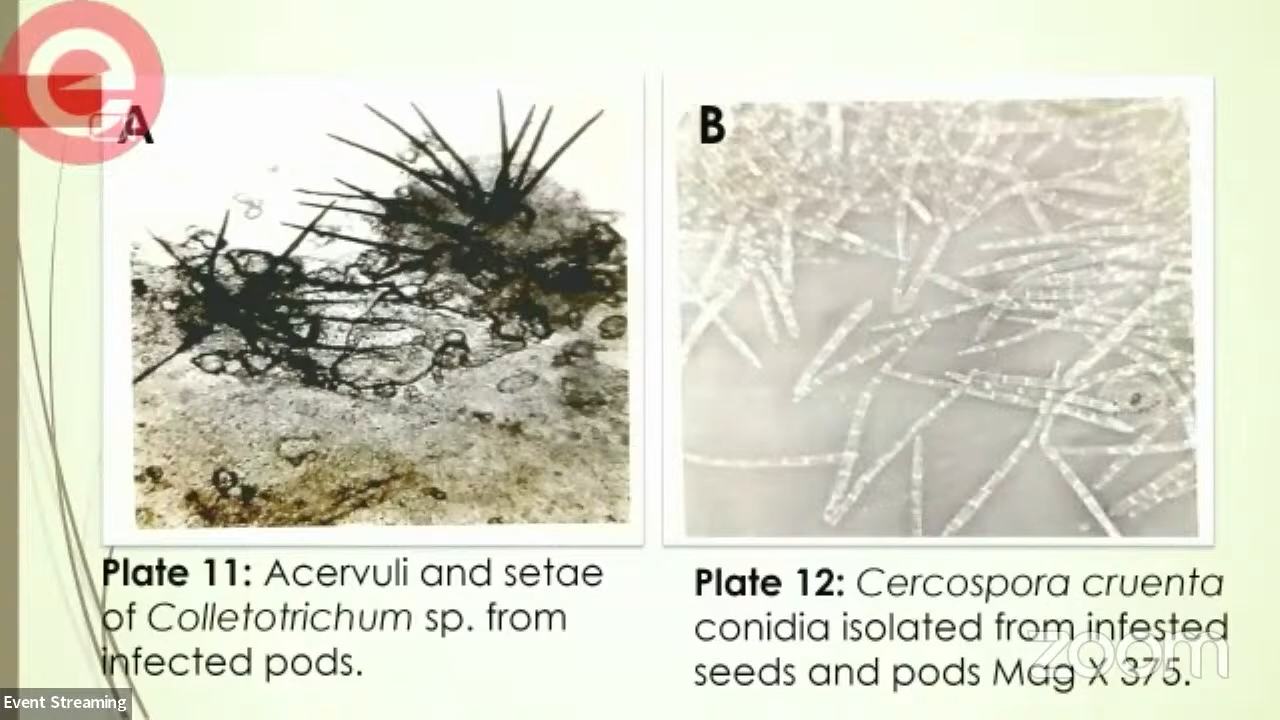 A
B
Plate 11: Acervuli and setae
of Colletotrichum sp. from
infected pods.
Plate 12: Cercospora cruenta
conidia isolated from infested
seeds and pods Mag X 375.
zoom
Event Streaming